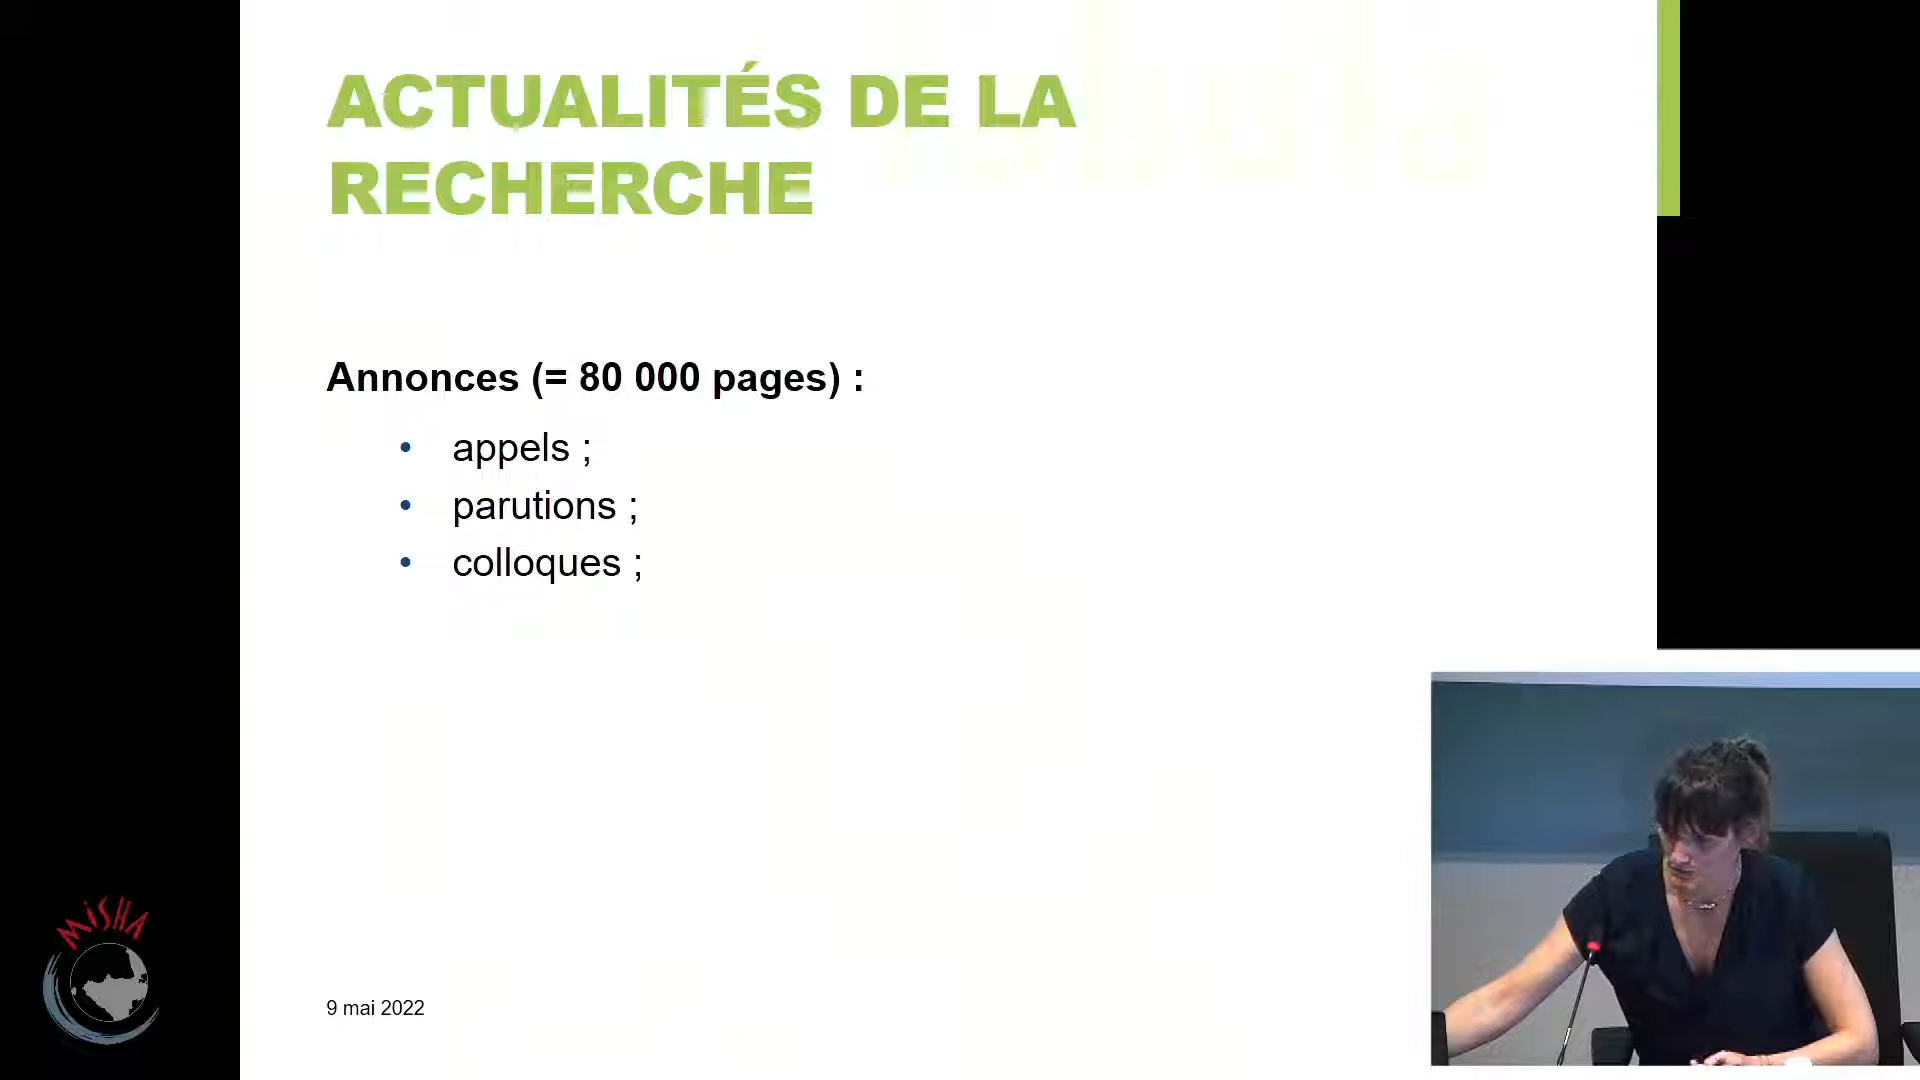 ACTUALITÉS DE LA
RECHERCHE
Annonces (= 80 000 pages) :
• appels ;
• parutions ;
• colloques ;
MISHA
9 mai 2022